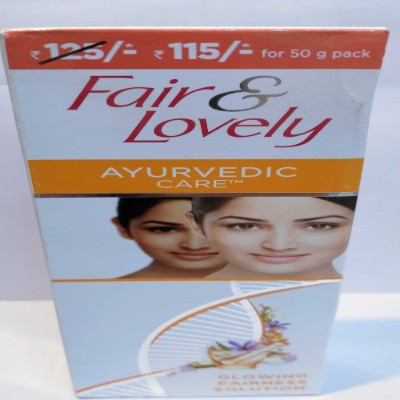 ₹ 125/-* ₹ 115/-* for 50 g pack
Fair &
Lovely
AYURVEDIC
CARE™
GLOWING
FAIRNESS
SOLUTION